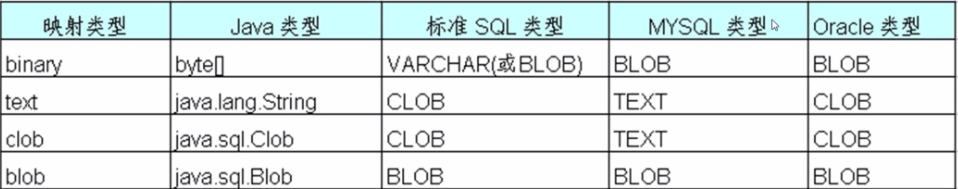 映射类型 Java 类型 标准 SQL 类型 MYSQL 类型 Oracle 类型
binary byte[] VARCHAR(或BLOB) BLOB BLOB
text java.lang.String CLOB TEXT CLOB
clob java.sql.Clob CLOB TEXT CLOB
blob java.sql.Blob BLOB BLOB BLOB